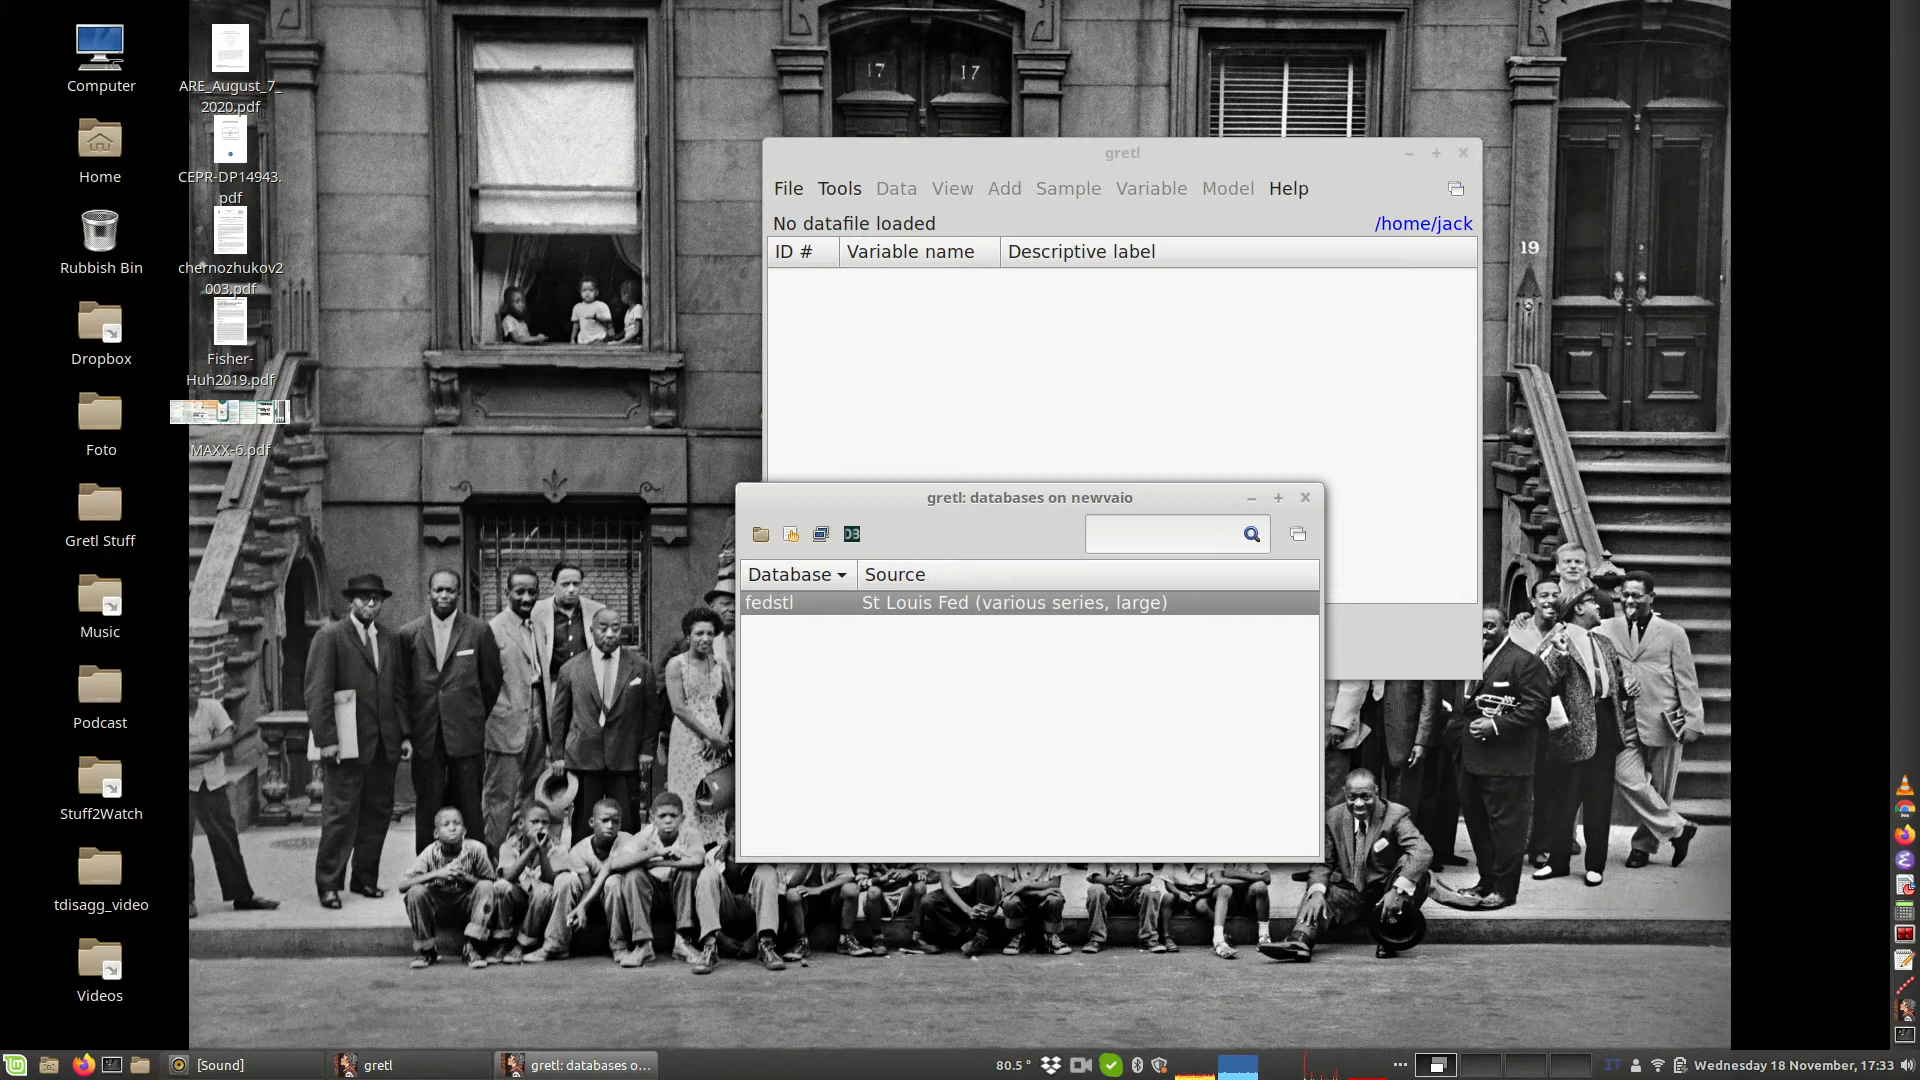 Computer
Home
Rubbish Bin
Dropbox
Foto
Gretl Stuff
Music
Podcast
Stuff2Watch
tdisagg_video
Videos
ARE_August_7_
2020.pdf
CEPR-DP14943.
pdf
chernozhukov2
003.pdf
Fisher-
Huh2019.pdf
MAXX-6.pdf
17 17
19
gretl
File Tools Data View Add Sample Variable Model Help
No datafile loaded /home/jack
ID # Variable name Descriptive label
gretl: databases on newvaio
DB
Database Source
fedstl St Louis Fed (various series, large)
[Sound] gretl gretl: databases o... 80.5 ° IT Wednesday 18 November, 17:33